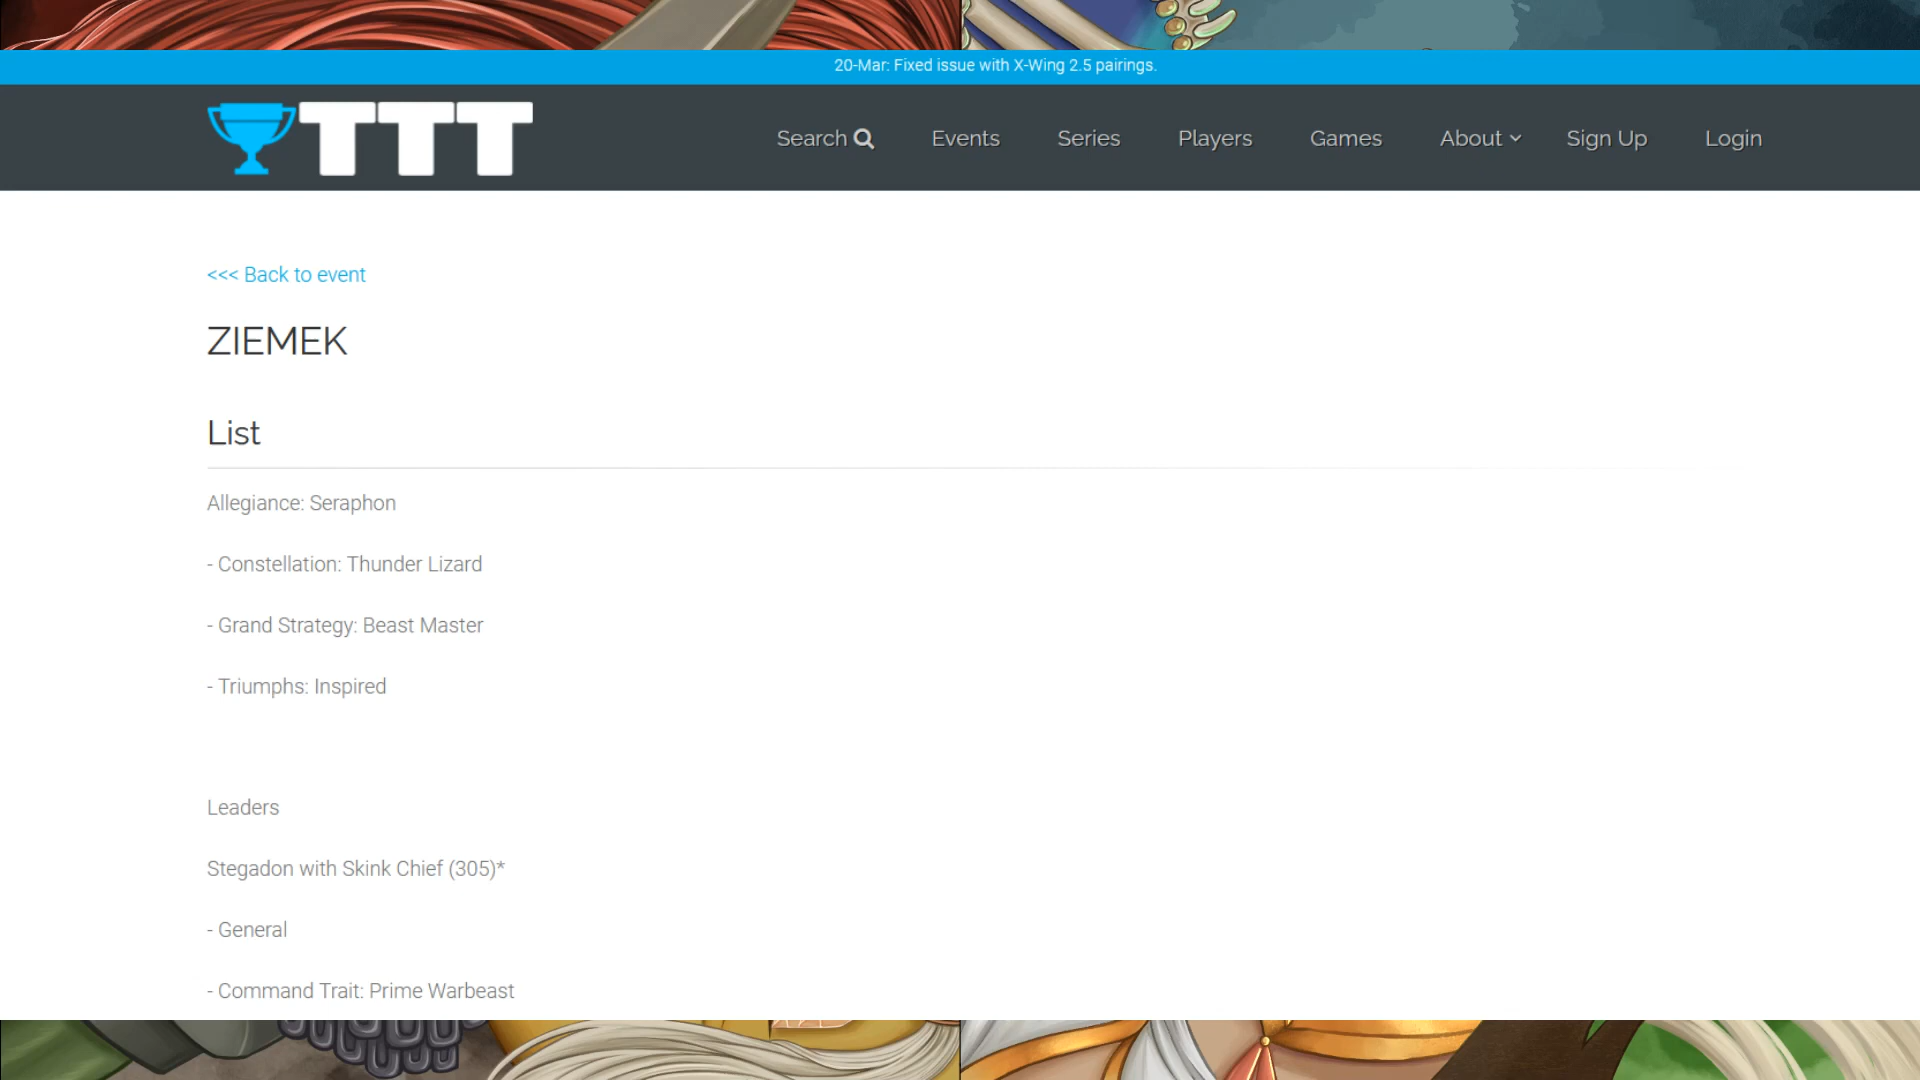 20-Mar: Fixed issue with X-Wing 2.5 pairings.
TTT
Search Events Series Players Games About Sign Up Login
<<< Back to event
ZIEMEK
List
Allegiance: Seraphon
- Constellation: Thunder Lizard
- Grand Strategy: Beast Master
- Triumphs: Inspired
Leaders
Stegadon with Skink Chief (305)*
- General
- Command Trait: Prime Warbeast